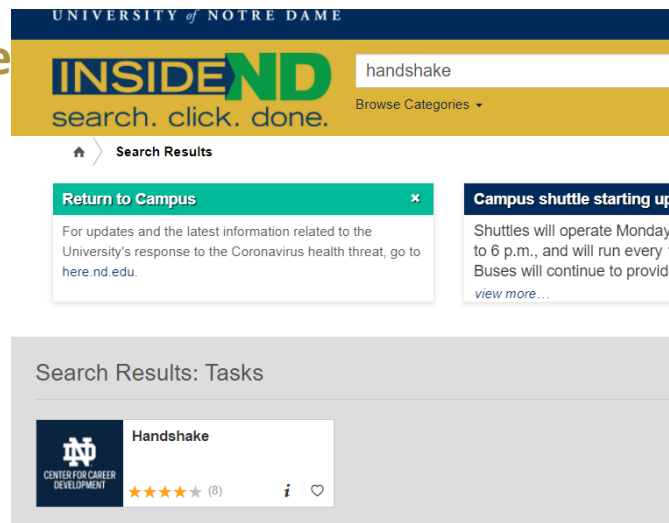 UNIVERSITY of NOTRE DAME
e
INSIDEND
search. click. done.
handshake
Browse Categories
Search Results
Return to Campus
For updates and the latest information related to the
University's response to the Coronavirus health threat, go to
here.nd.edu.
Campus shuttle starting up
Shuttles will operate Monday
to 6 p.m., and will run every
Buses will continue to provid
view more...
Search Results: Tasks
ND
CENTER FOR CAREER
DEVELOPMENT
Handshake
(8)
i